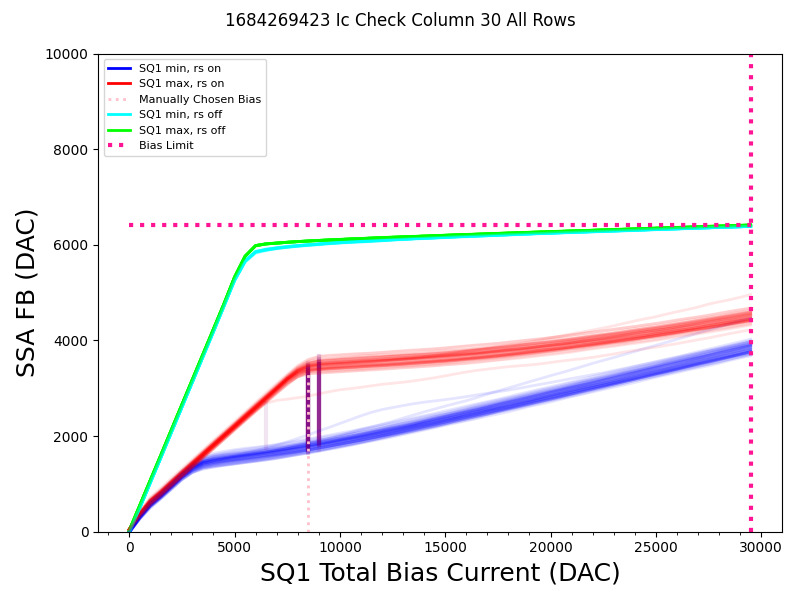 1684269423 Ic Check Column 30 All Rows
10000
8000
6000
4000
2000
0
SSA FB (DAC)
SQ1 min, rs on
SQ1 max, rs on
Manually Chosen Bias
SQ1 min, rs off
SQ1 max, rs off
Bias Limit
0 5000 10000 15000 20000 25000 30000
SQ1 Total Bias Current (DAC)